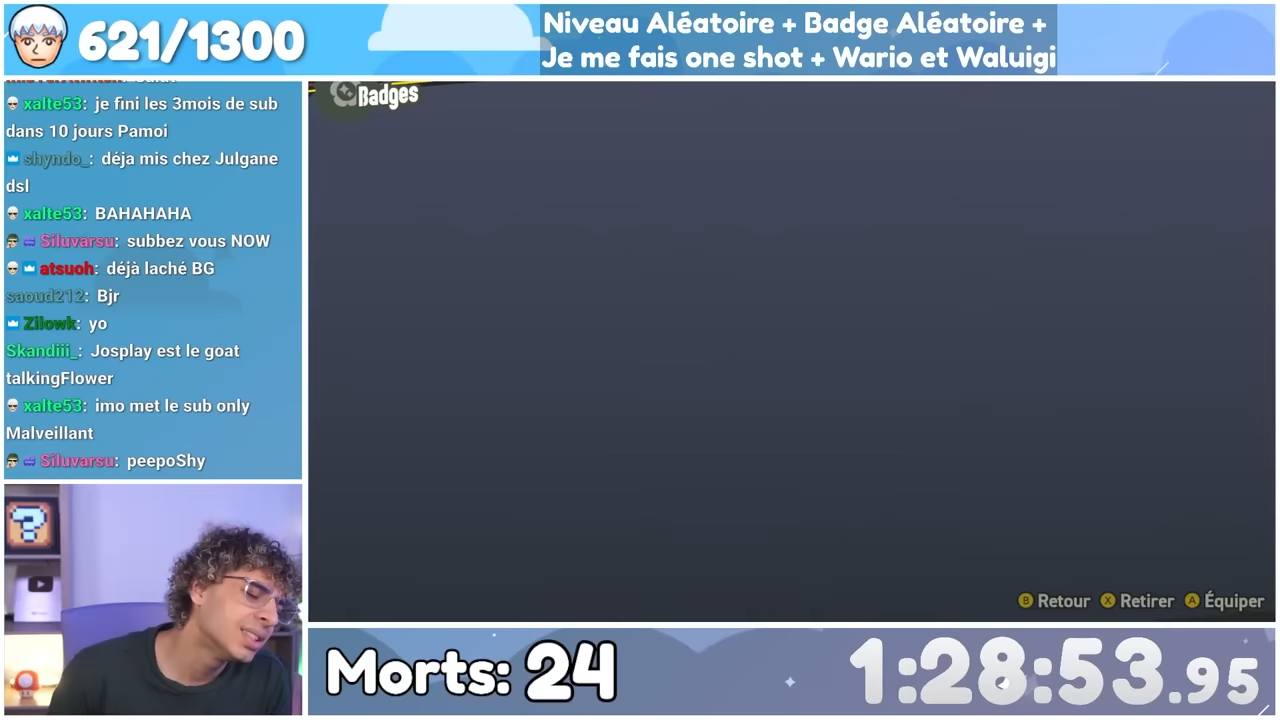 621/1300
Niveau Aléatoire + Badge Aléatoire +
Je me fais one shot + Wario et Waluigi
xalte53: je fini les 3mois de sub
dans 10 jours Pamoi
shyndo_: déja mis chez Julgane
dsl
xalte53: BAHAHAHA
Siluvarsu: subbez vous NOW
atsuoh: déjà laché BG
saoud212: Bjr
Zilowk: yo
Skandiii_: Josplay est le goat
talkingFlower
xalte53: imo met le sub only
Malveillant
Siluvarsu: peepoShy
Badges
B Retour X Retirer A Équiper
Morts: 24
1:28:53.95